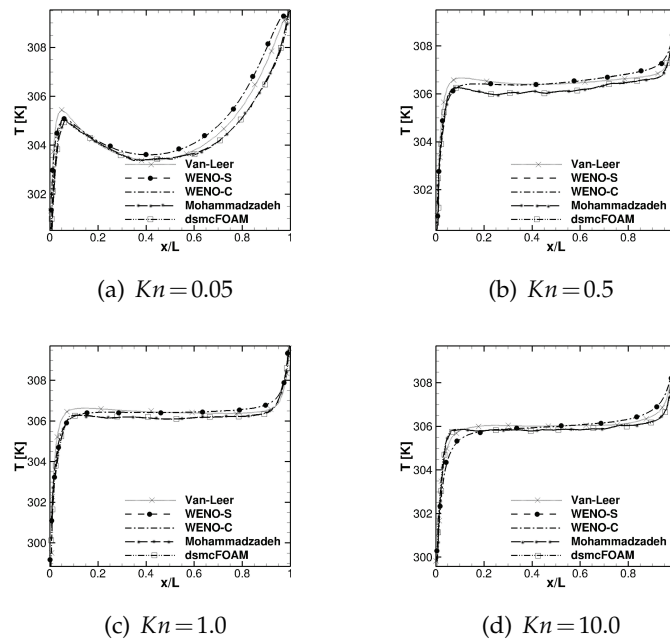 308
306
304
302
T [K]
0 0.2 0.4 0.6 0.8 1
x/L
Van-Leer
WENO-S
WENO-C
Mohammadzadeh
dsmcFOAM
(a) Kn=0.05
308
306
304
302
T [K]
0 0.2 0.4 0.6 0.8
x/L
Van-Leer
WENO-S
WENO-C
Mohammadzadeh
dsmcFOAM
(b) Kn=0.5
308
306
304
302
300
T [K]
0 0.2 0.4 0.6 0.8 1
x/L
Van-Leer
WENO-S
WENO-C
Mohammadzadeh
dsmcFOAM
(c) Kn=1.0
308
306
304
302
300
T [K]
0 0.2 0.4 0.6 0.8
x/L
Van-Leer
WENO-S
WENO-C
Mohammadzadeh
dsmcFOAM
(d) Kn=10.0